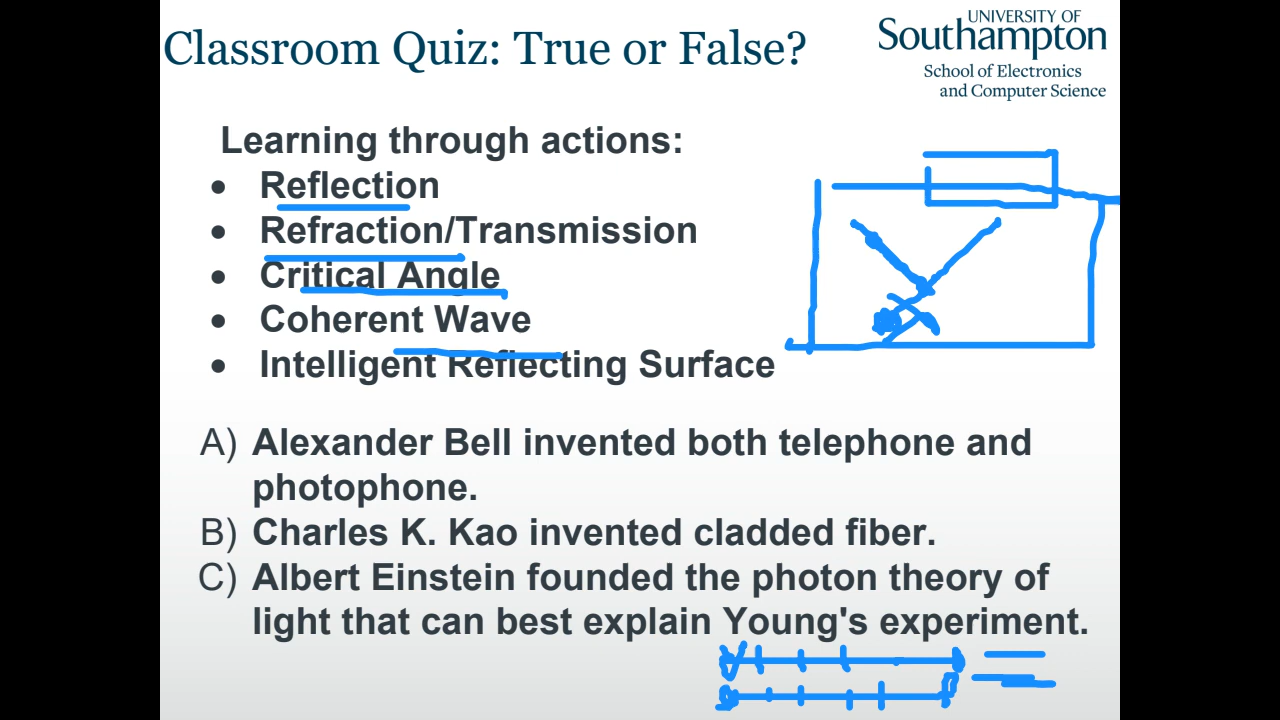 Classroom Quiz: True or False?
UNIVERSITY OF
Southampton
School of Electronics
and Computer Science
Learning through actions:
• Reflection
• Refraction/Transmission
• Critical Angle
• Coherent Wave
• Intelligent Reflecting Surface
A) Alexander Bell invented both telephone and
photophone.
B) Charles K. Kao invented cladded fiber.
C) Albert Einstein founded the photon theory of
light that can best explain Young's experiment.